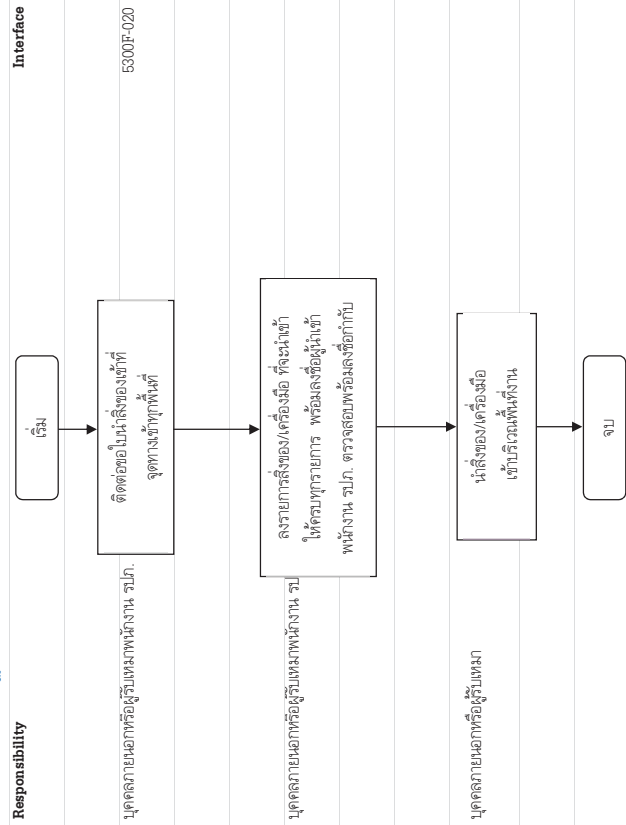 Responsibility
Interface
เริ่ม
บุคคลภายนอกหรือผู้รับเหมาพนักงาน รปภ.
ติดต่อขอใบนำสิ่งของเข้าที่
จุดทางเข้าทุกพื้นที่
5300F-020
บุคคลภายนอกหรือผู้รับเหมาพนักงาน รป
ลงรายการสิ่งของ/เครื่องมือ ที่จะนำเข้า
ให้ครบทุกรายการ พร้อมลงชื่อผู้นำเข้า
พนักงาน รปภ. ตรวจสอบพร้อมลงชื่อกำกับ
บุคคลภายนอกหรือผู้รับเหมา
นำสิ่งของ/เครื่องมือ
เข้าบริเวณพื้นที่งาน
จบ